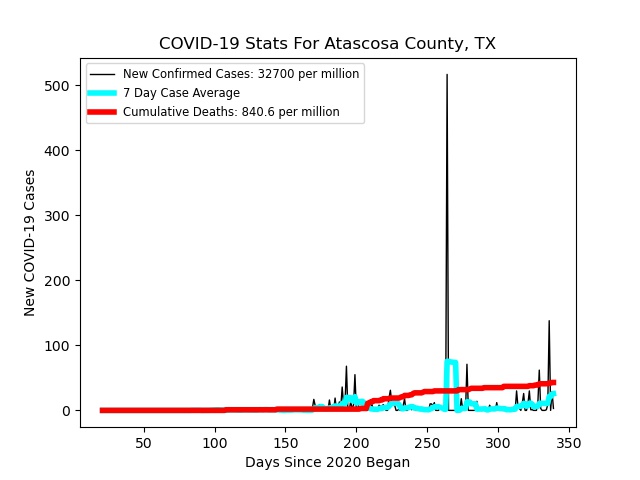 COVID-19 Stats For Atascosa County, TX
New Confirmed Cases: 32700 per million
7 Day Case Average
Cumulative Deaths: 840.6 per million
New COVID-19 Cases
500
400
300
200
100
0
50 100 150 200 250 300 350
Days Since 2020 Began